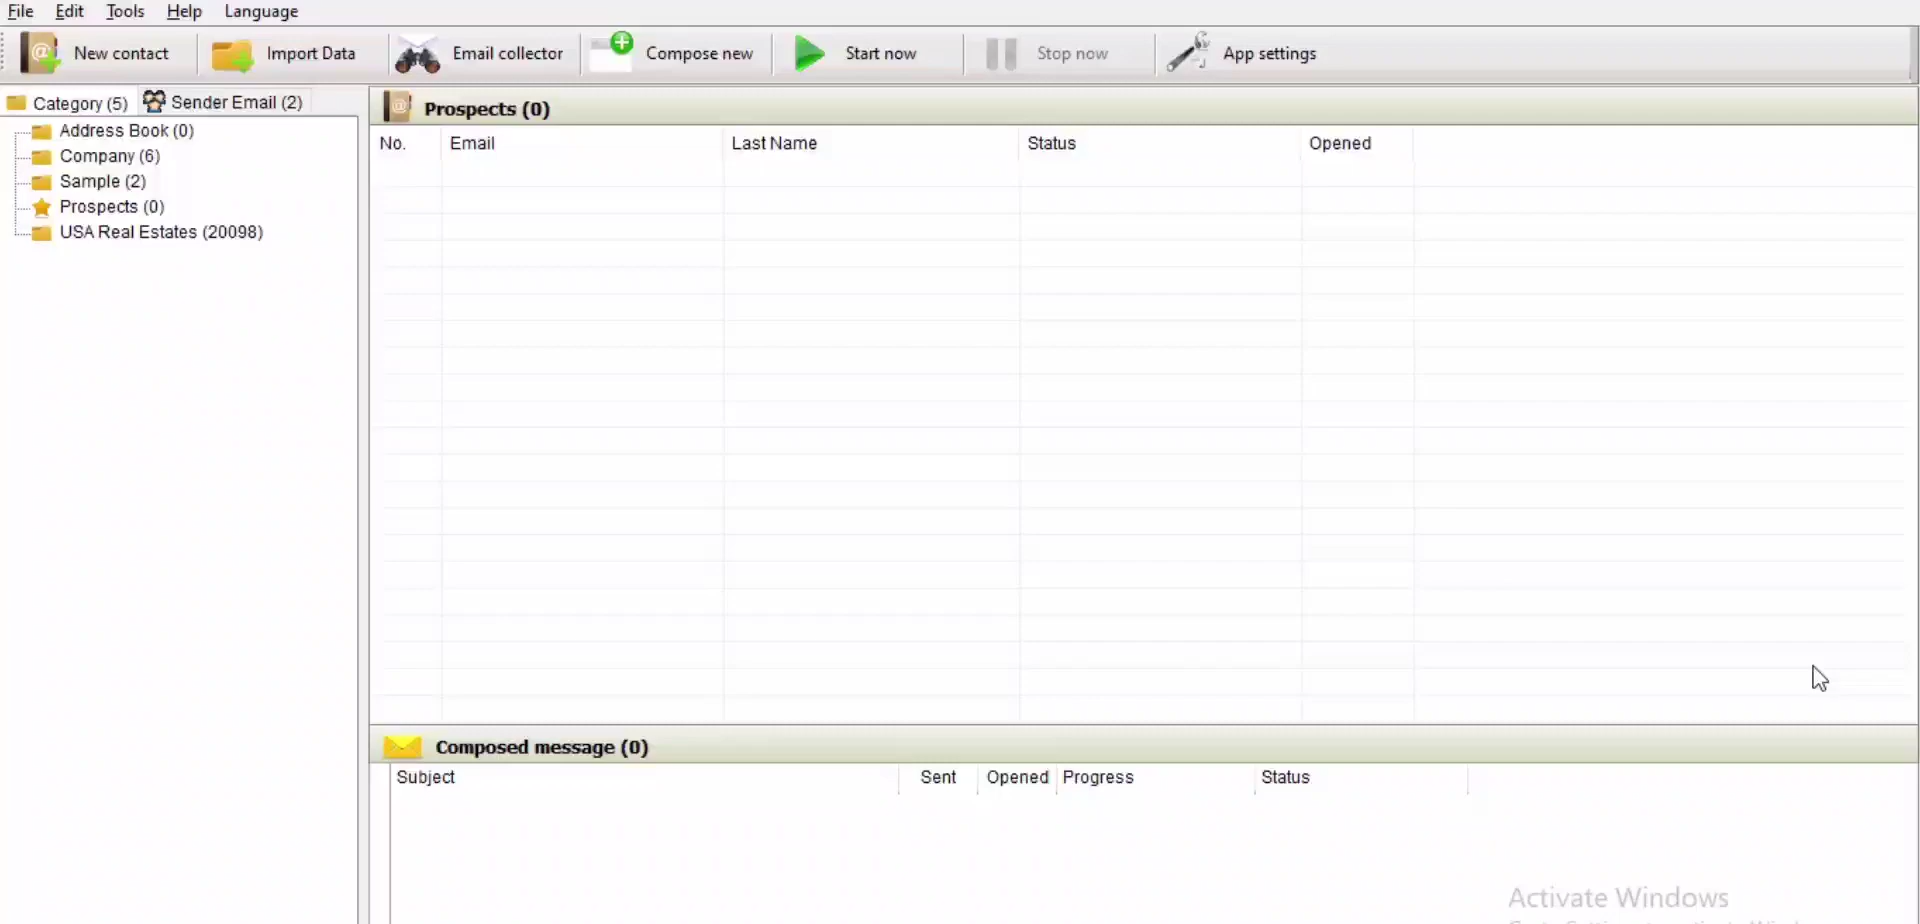 File Edit Tools Help Language
New contact Import Data Email collector Compose new Start now Stop now App settings
Category (5) Sender Email (2)
Address Book (0)
Company (6)
Sample (2)
Prospects (0)
USA Real Estates (20098)
Prospects (0)
No. Email Last Name Status Opened
Composed message (0)
Subject Sent Opened Progress Status
Activate Windows